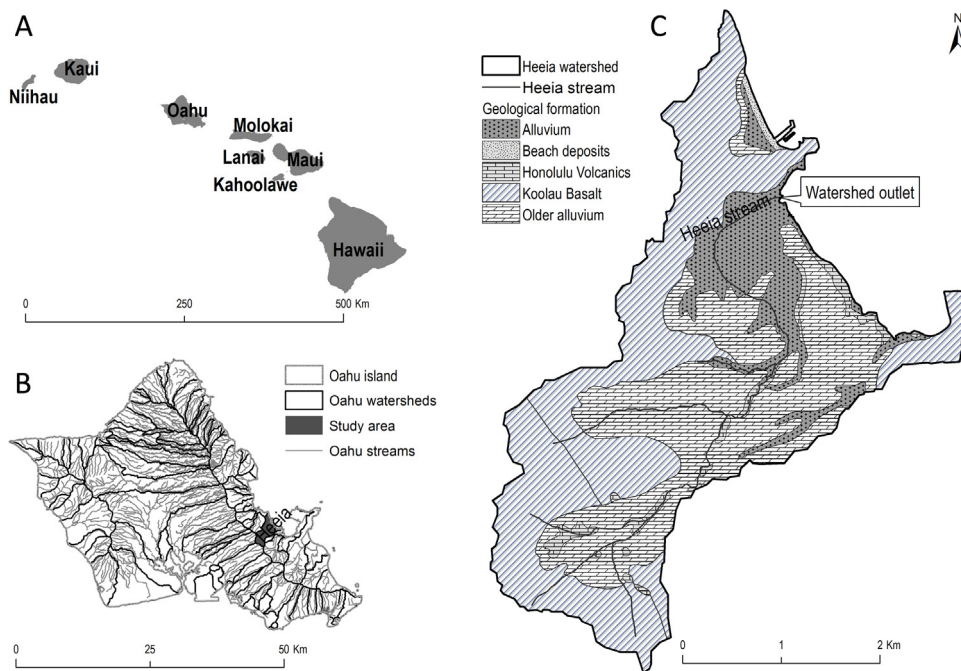 A
Kaui
Niihau
Oahu
Molokai
Lanai
Maui
Kahoolawe
Hawaii
0 250 500 Km
B
Oahu island
Oahu watersheds
Study area
Oahu streams
Heeia
0 25 50 Km
C
N
Heeia watershed
Heeia stream
Geological formation
Alluvium
Beach deposits
Honolulu Volcanics
Koolau Basalt
Older alluvium
Watershed outlet
Heeia stream
0 1 2 Km